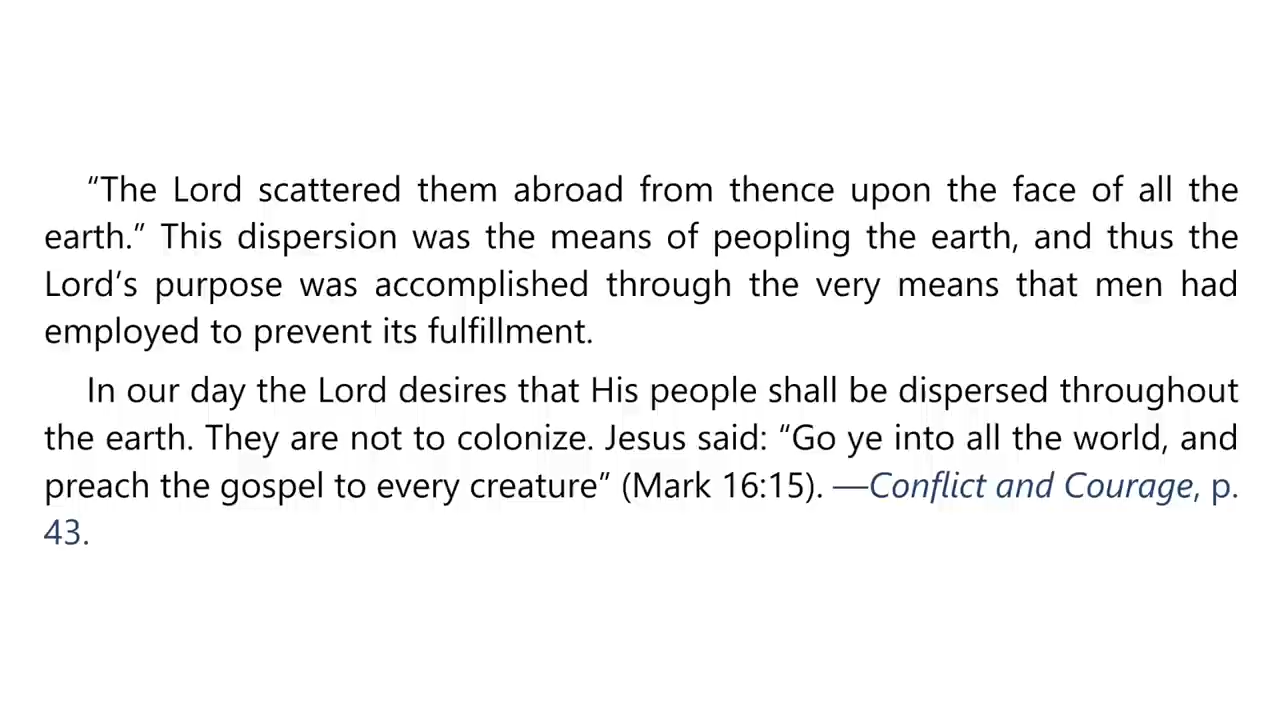 “The Lord scattered them abroad from thence upon the face of all the
earth.” This dispersion was the means of peopling the earth, and thus the
Lord’s purpose was accomplished through the very means that men had
employed to prevent its fulfillment.
In our day the Lord desires that His people shall be dispersed throughout
the earth. They are not to colonize. Jesus said: “Go ye into all the world, and
preach the gospel to every creature” (Mark 16:15). —Conflict and Courage, p.
43.